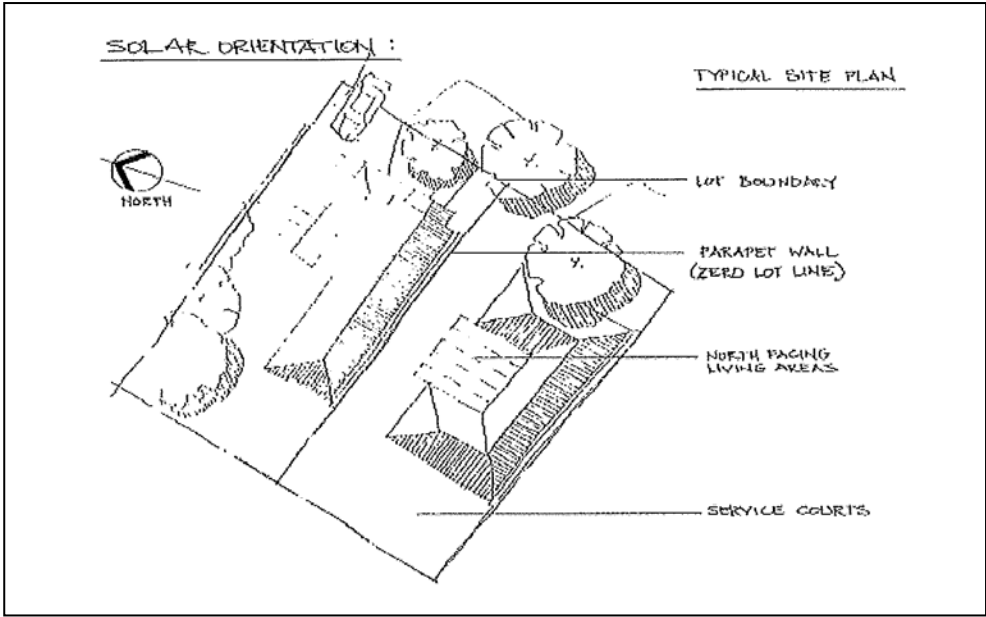 SOLAR ORIENTATION :
TYPICAL SITE PLAN
NORTH
LOT BOUNDARY
PARAPET WALL
(ZERO LOT LINE)
NORTH FACING
LIVING AREAS
SERVICE COURTS